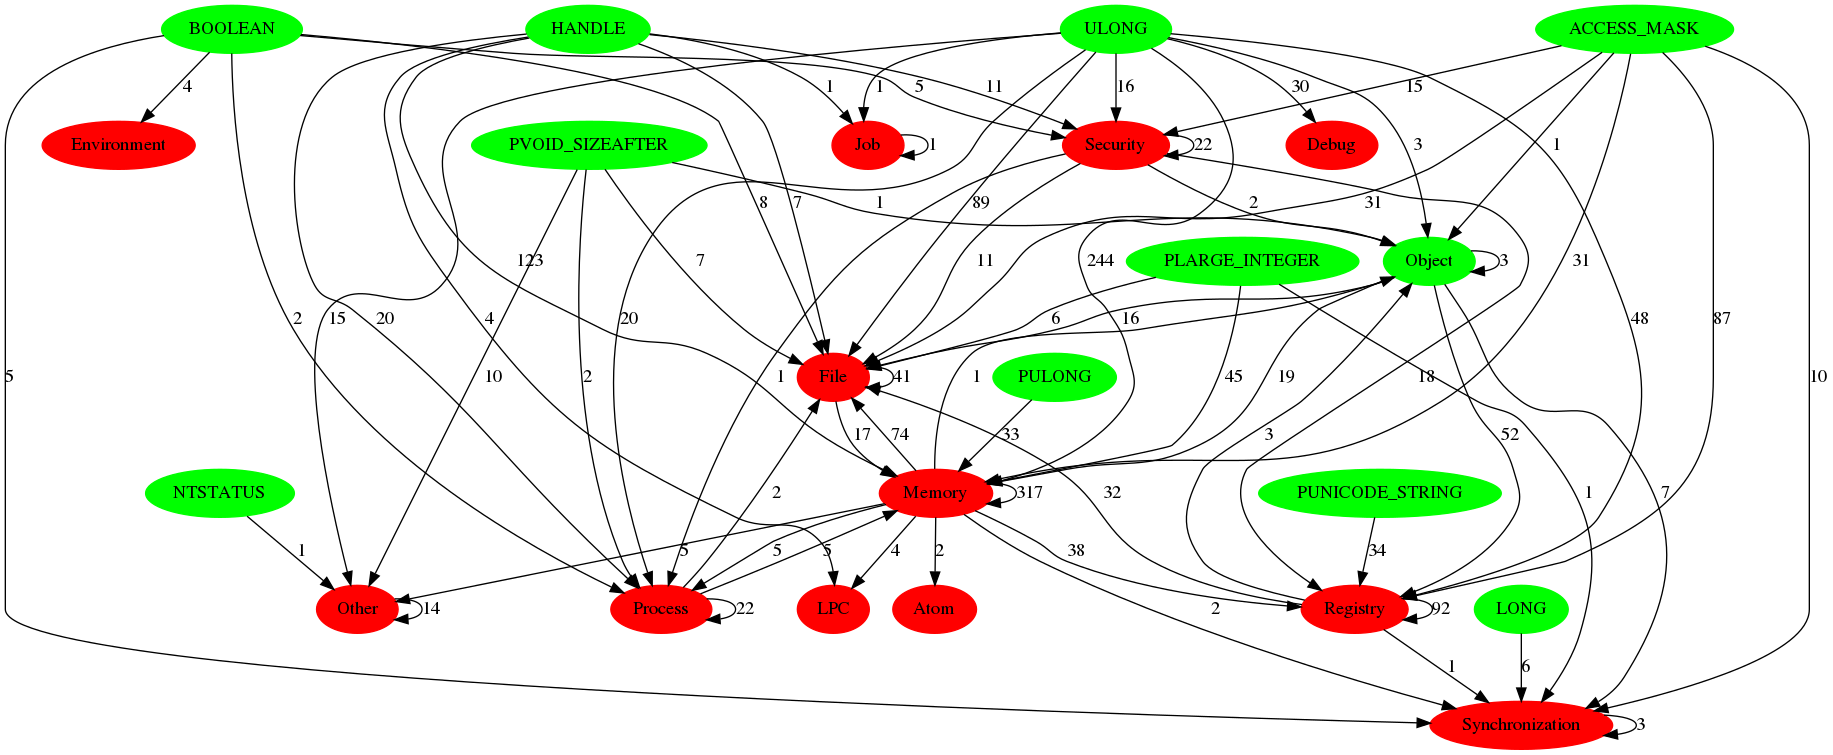 BOOLEAN HANDLE ULONG ACCESS_MASK
4 1 1 5 11 16 30 15
Environment PVOID_SIZEAFTER Job 1 Security 22 Debug 3 1
8 7 1 89 2 31
123 7 11 244 PLARGE_INTEGER Object 3 31
5 2 15 20 4 10 2 20 6 16 48 87
1 File 41 1 PULONG 45 19 18 10
17 74 33 3 52
NTSTATUS 2 Memory 317 32 PUNICODE_STRING 1 7
1 5 5 5 4 2 38 34
Other 14 Process 22 LPC Atom 2 Registry 92 LONG
1 6
Synchronization 3